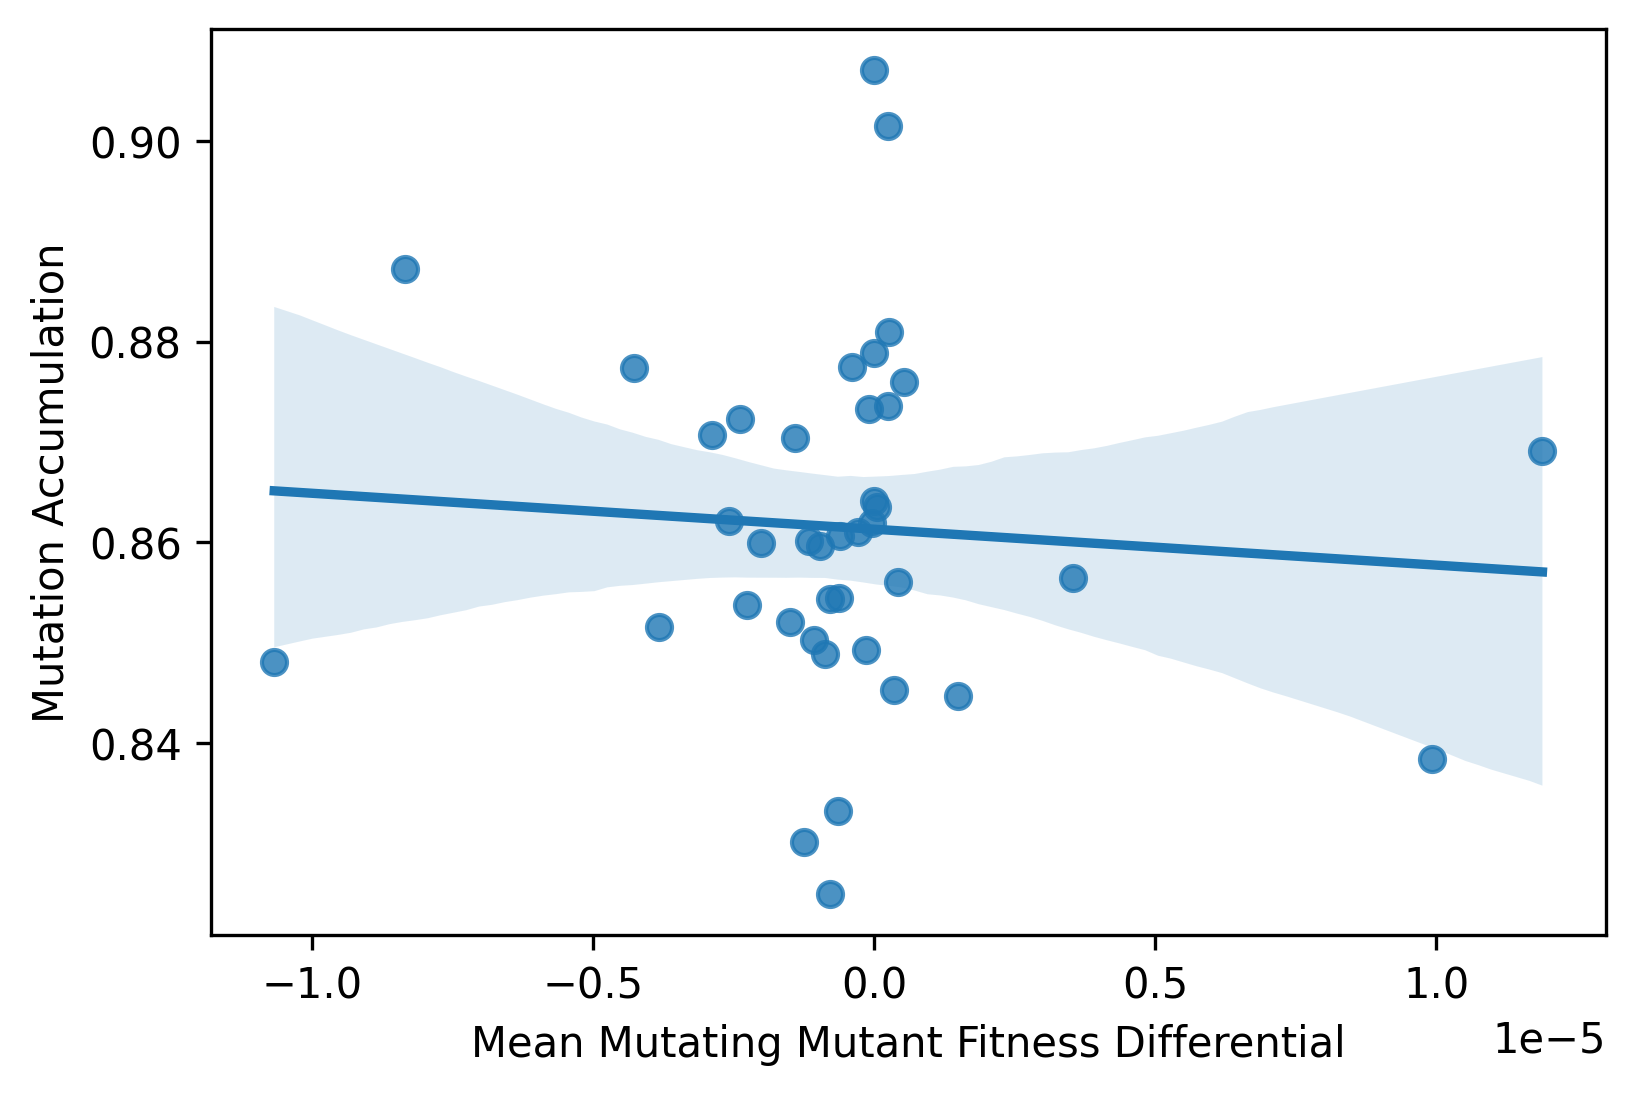 0.90
0.88
0.86
0.84
Mutation Accumulation
−1.0 −0.5 0.0 0.5 1.0
1e−5
Mean Mutating Mutant Fitness Differential